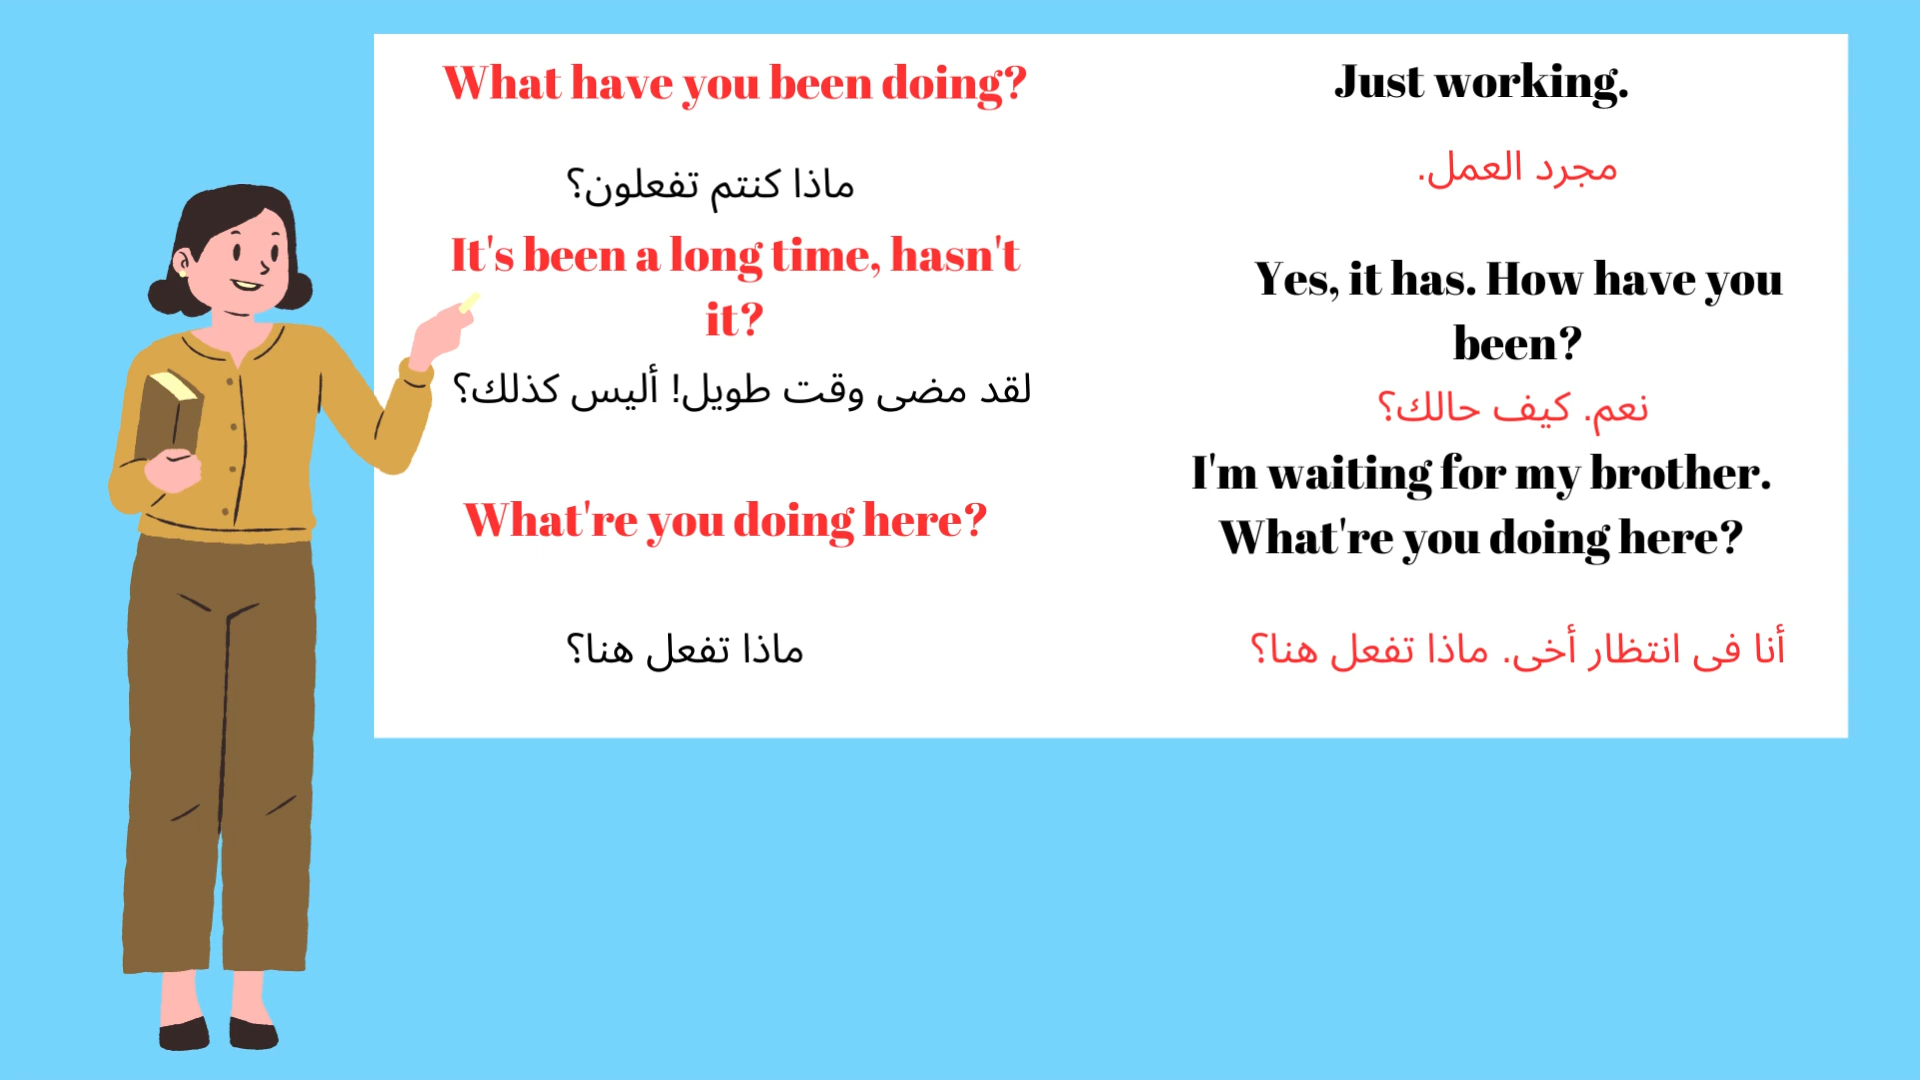 What have you been doing?
ماذا كنتم تفعلون؟
It's been a long time, hasn't
it?
لقد مضى وقت طويل! أليس كذلك؟
What're you doing here?
ماذا تفعل هنا؟
Just working.
مجرد العمل.
Yes, it has. How have you
been?
نعم. كيف حالك؟
I'm waiting for my brother.
What're you doing here?
أنا فى انتظار أخى. ماذا تفعل هنا؟